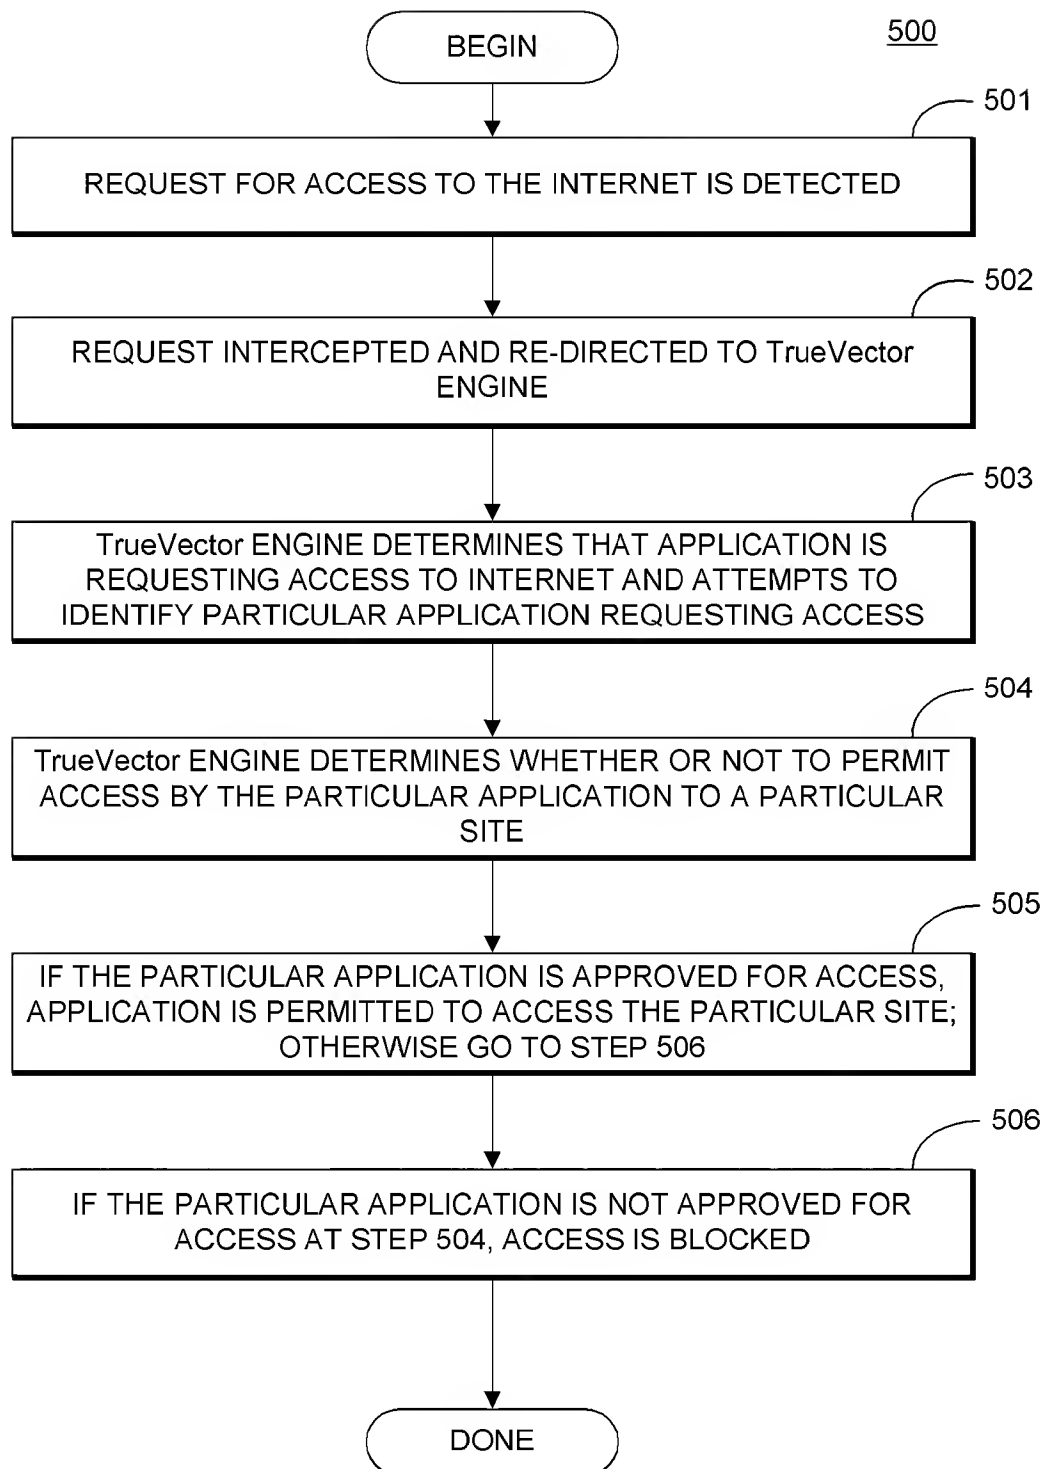 BEGIN
500
501
REQUEST FOR ACCESS TO THE INTERNET IS DETECTED
502
REQUEST INTERCEPTED AND RE-DIRECTED TO TrueVector
ENGINE
503
TrueVector ENGINE DETERMINES THAT APPLICATION IS
REQUESTING ACCESS TO INTERNET AND ATTEMPTS TO
IDENTIFY PARTICULAR APPLICATION REQUESTING ACCESS
504
TrueVector ENGINE DETERMINES WHETHER OR NOT TO PERMIT
ACCESS BY THE PARTICULAR APPLICATION TO A PARTICULAR
SITE
505
IF THE PARTICULAR APPLICATION IS APPROVED FOR ACCESS,
APPLICATION IS PERMITTED TO ACCESS THE PARTICULAR SITE;
OTHERWISE GO TO STEP 506
506
IF THE PARTICULAR APPLICATION IS NOT APPROVED FOR
ACCESS AT STEP 504, ACCESS IS BLOCKED
DONE